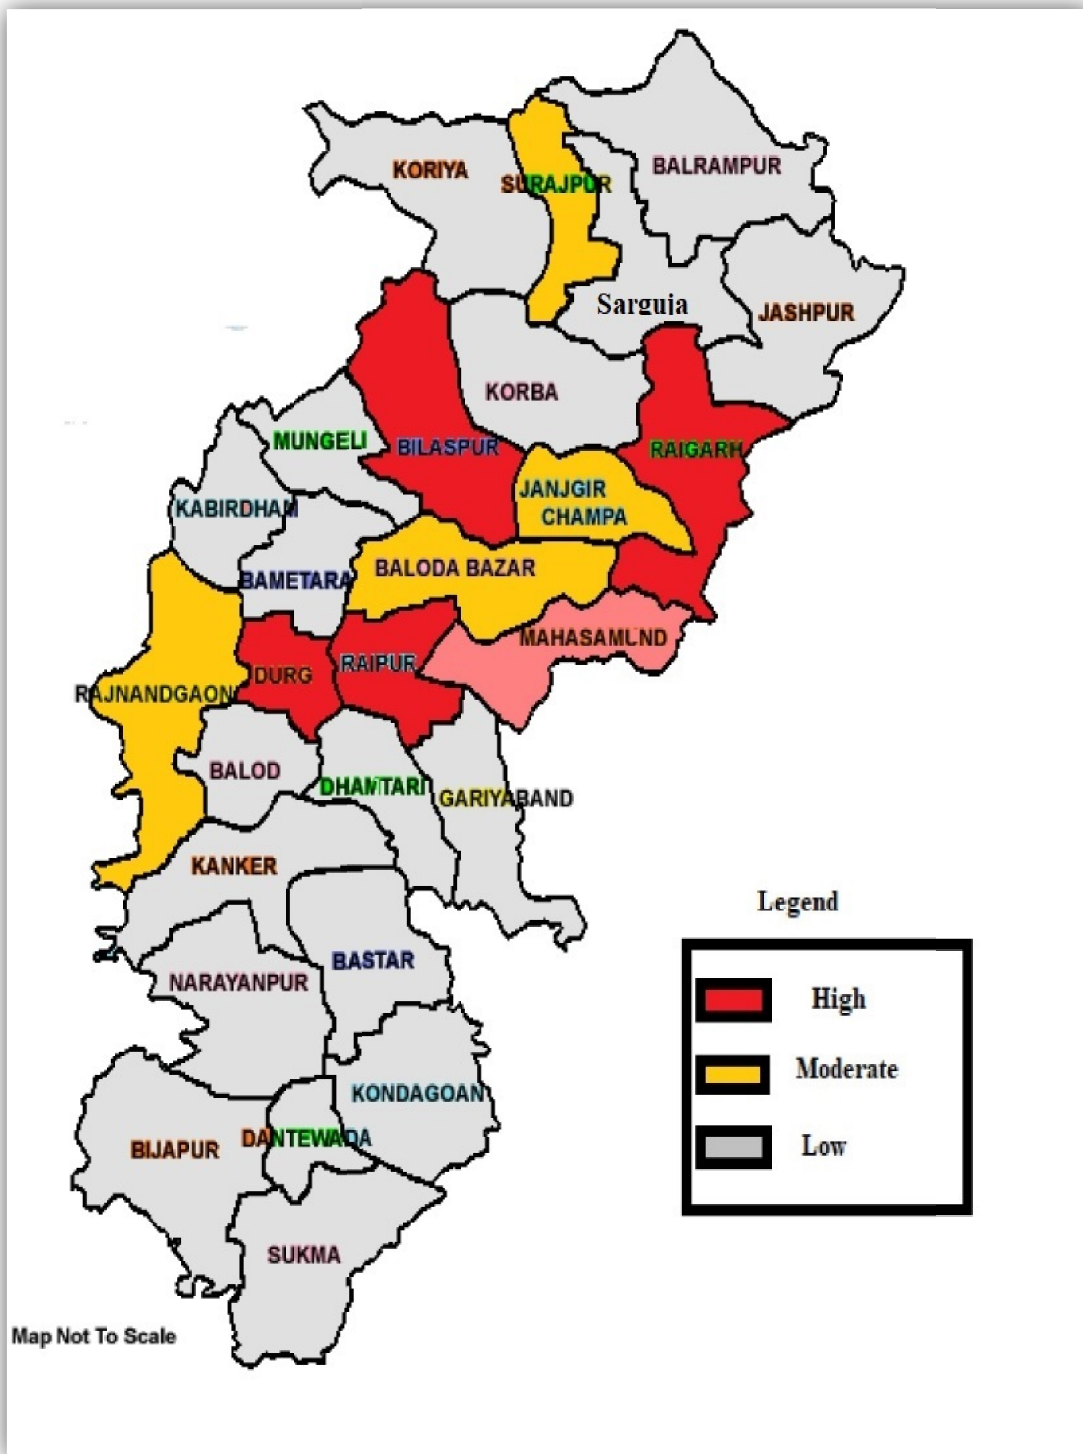 BALRAMPUR
KORIYA
SURAJPUR
Sarguja
JASHPUR
KORBA
MUNGELI
BILASPUR
RAIGARH
JANJGIR
CHAMPA
KABIRDHAM
BALODA BAZAR
BAMETARA
MAHASAMUND
RAIPUR
DURG
RAJNANDGAON
BALOD
DHAMTARI
GARIYABAND
KANKER
BASTAR
NARAYANPUR
KONDAGOAN
DANTEWADA
BIJAPUR
SUKMA
Legend
High
Moderate
Low
Map Not To Scale